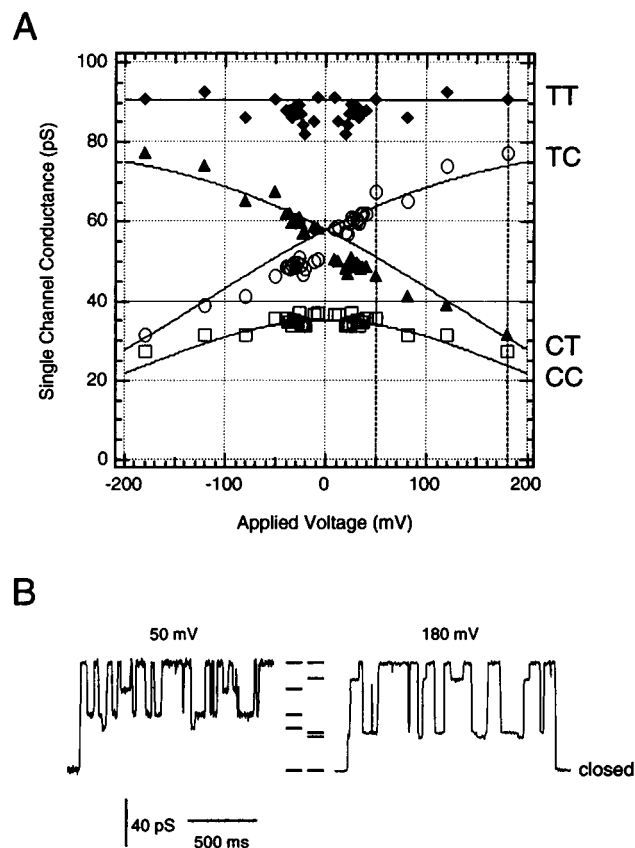 A
100
80
60
40
20
0
Single Channel Conductance (pS)
TT
TC
CT
CC
-200
-100
0
100
200
Applied Voltage (mV)
B
50 mV
180 mV
closed
40 pS
500 ms